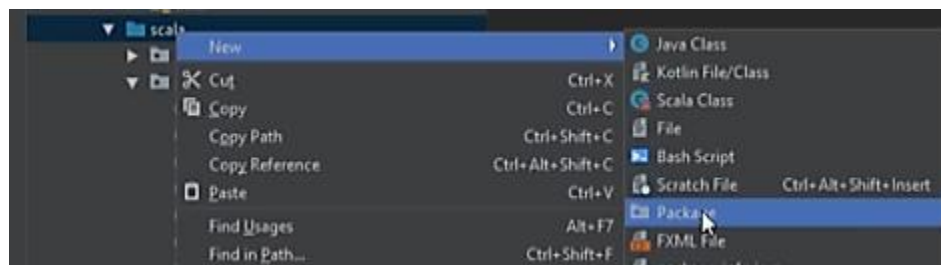 scala
New
Cut Ctrl+X
Copy Ctrl+C
Copy Path Ctrl+Shift+C
Copy Reference Ctrl+Alt+Shift+C
Paste Ctrl+V
Find Usages Alt+F7
Find in Path... Ctrl+Shift+F
Java Class
Kotlin File/Class
Scala Class
File
Bash Script
Scratch File Ctrl+Alt+Shift+Insert
Package
FXML File